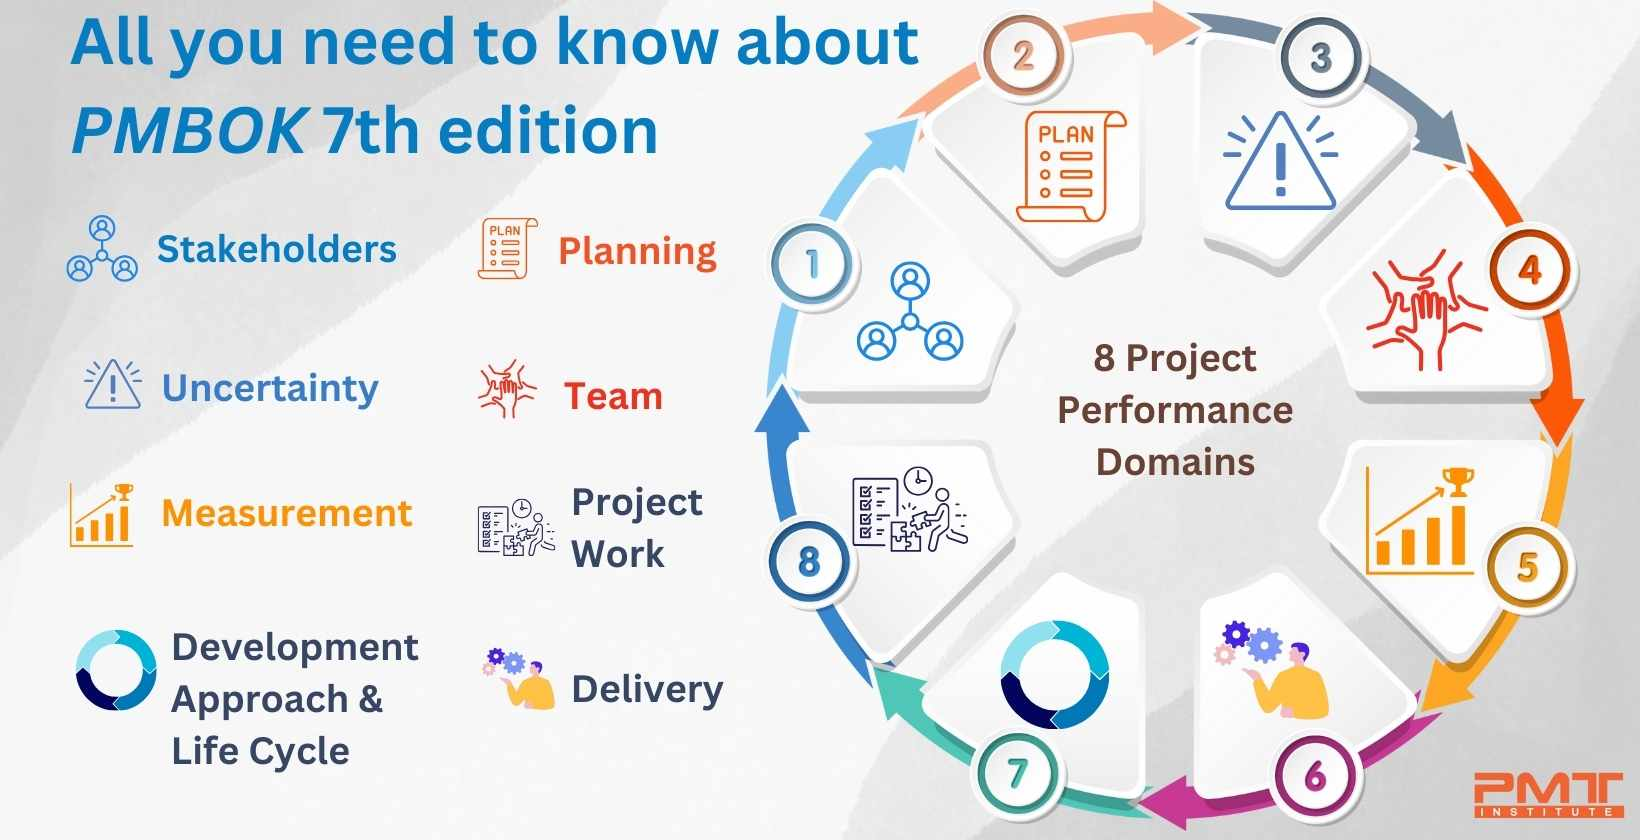 All you need to know about
PMBOK 7th edition
Stakeholders
PLAN
Planning
Uncertainty
Team
Measurement
Project
Work
Development
Approach &
Life Cycle
Delivery
1
2
PLAN
3
4
5
6
7
8
8 Project
Performance
Domains
PMT
INSTITUTE